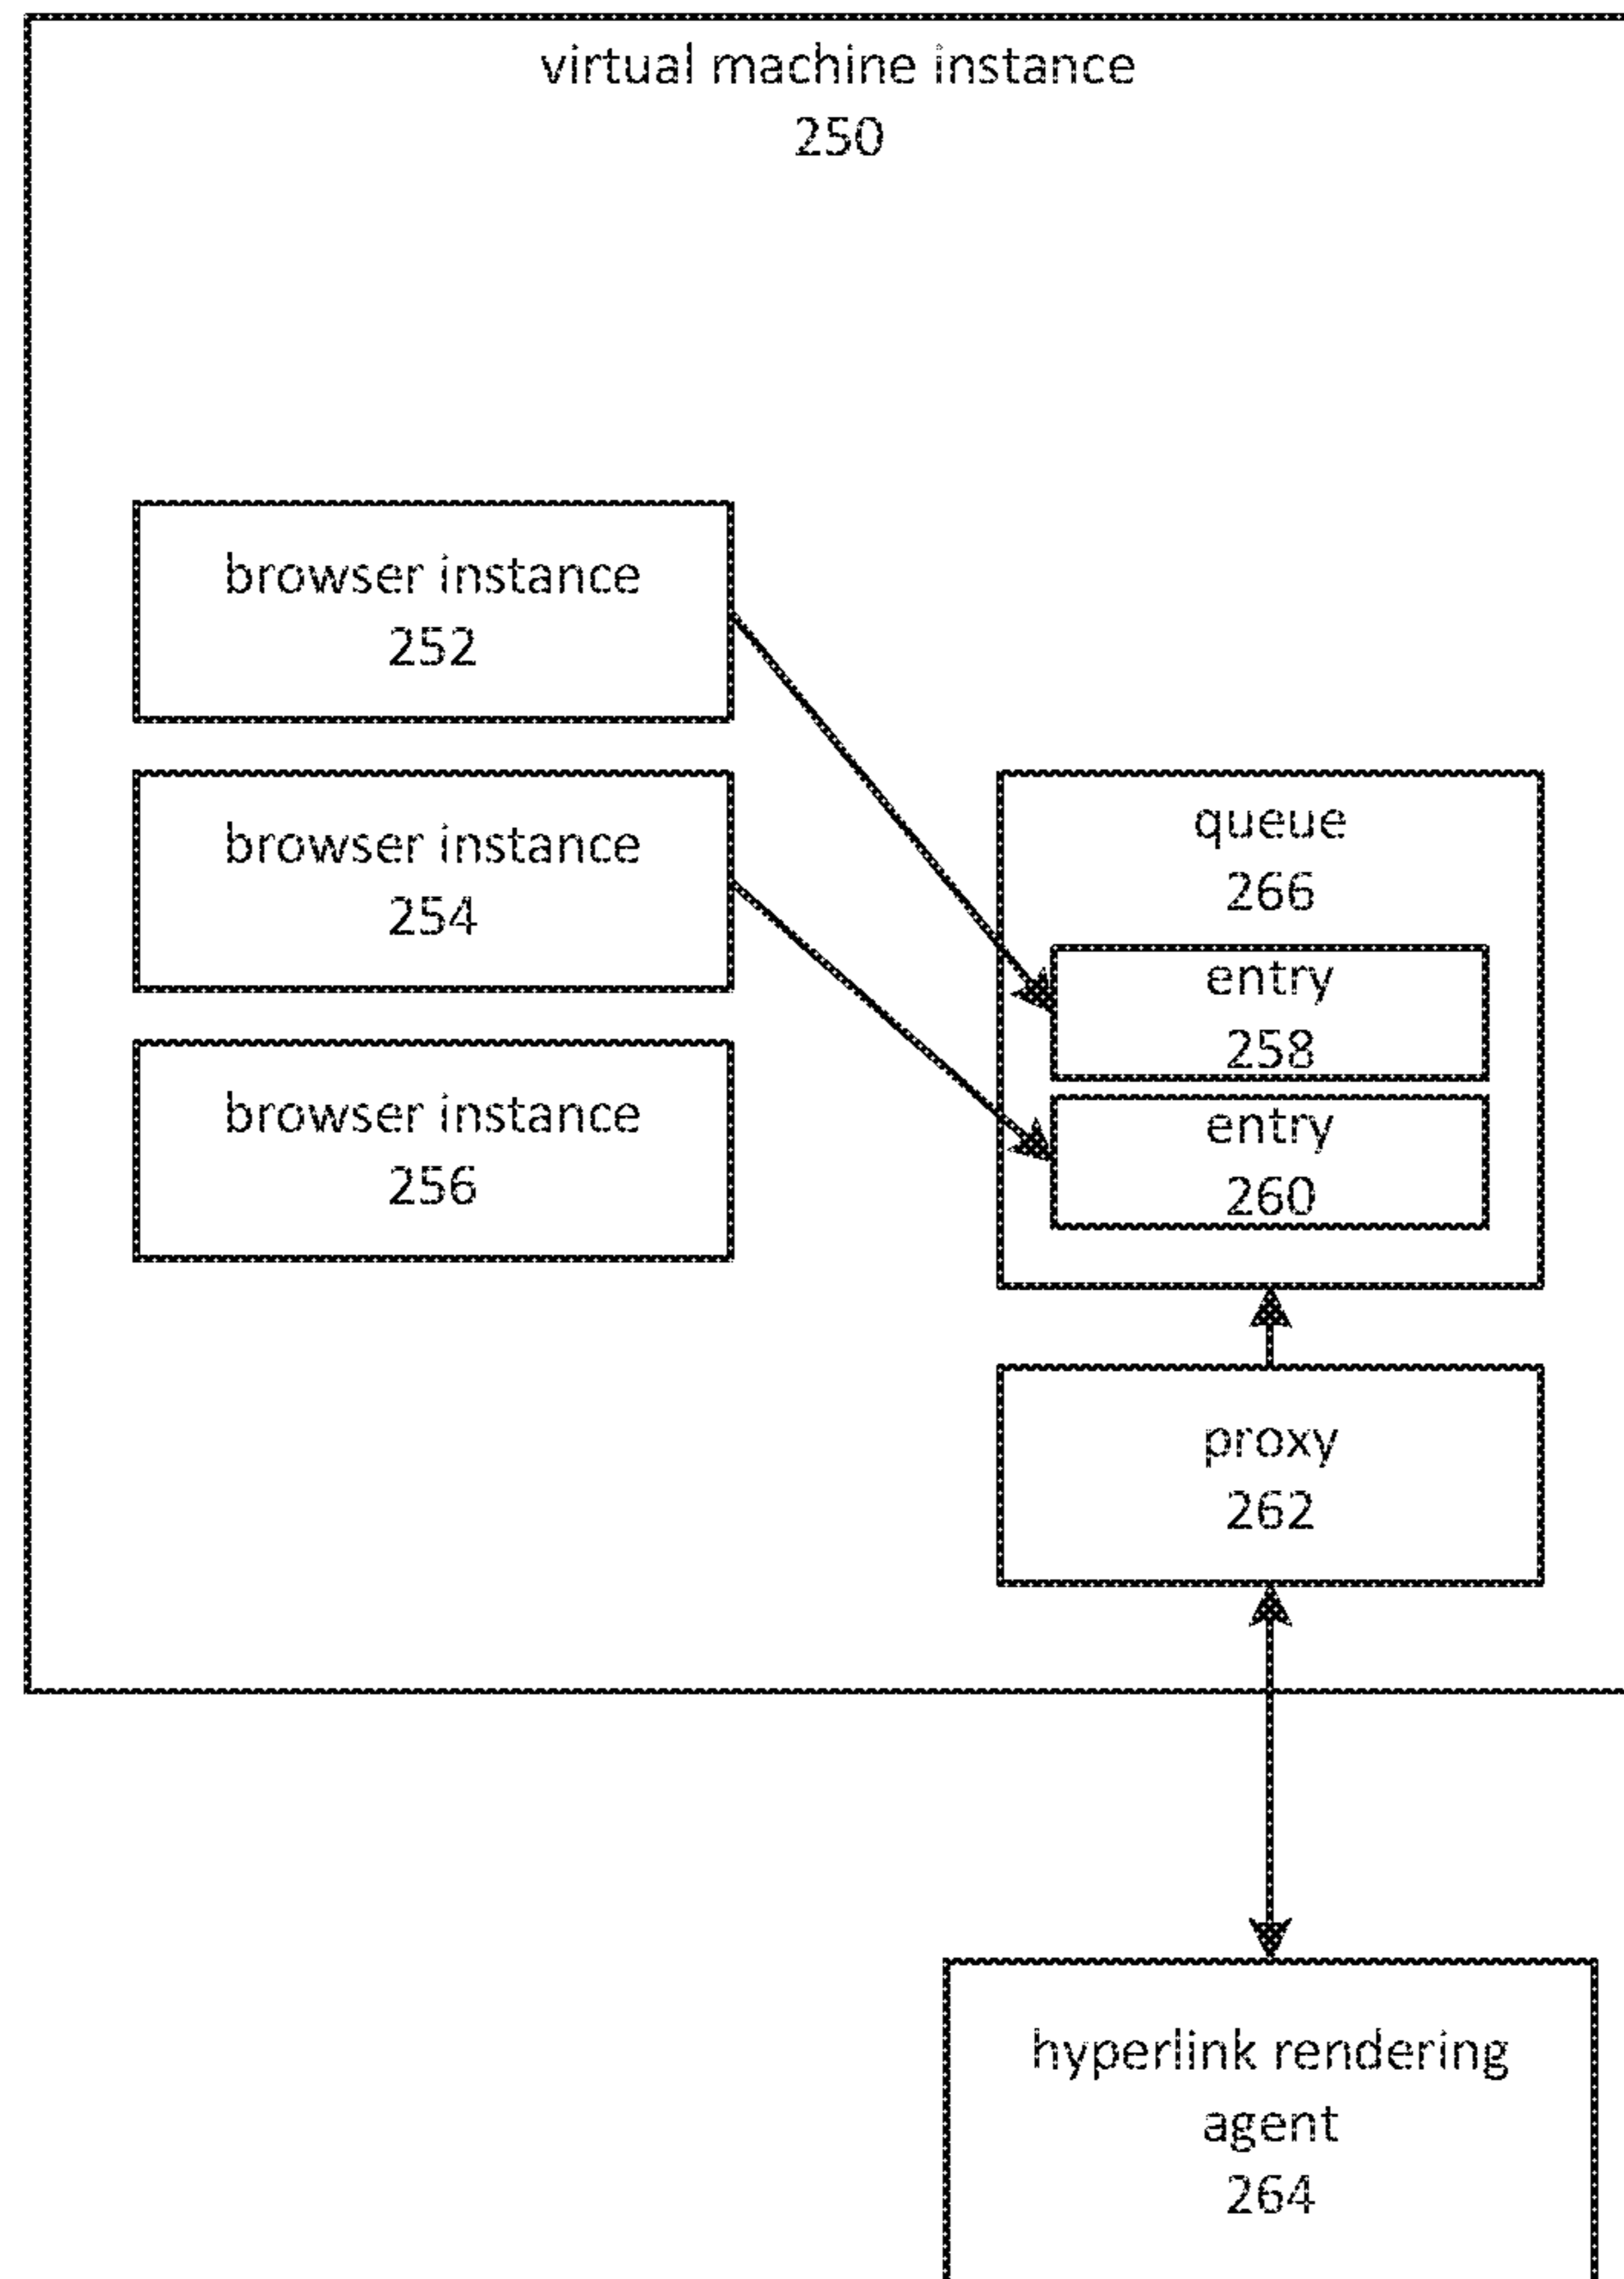 virtual machine instance
250
browser instance
252
browser instance
254
browser instance
256
queue
266
entry
258
entry
260
proxy
262
hyperlink rendering
agent
264